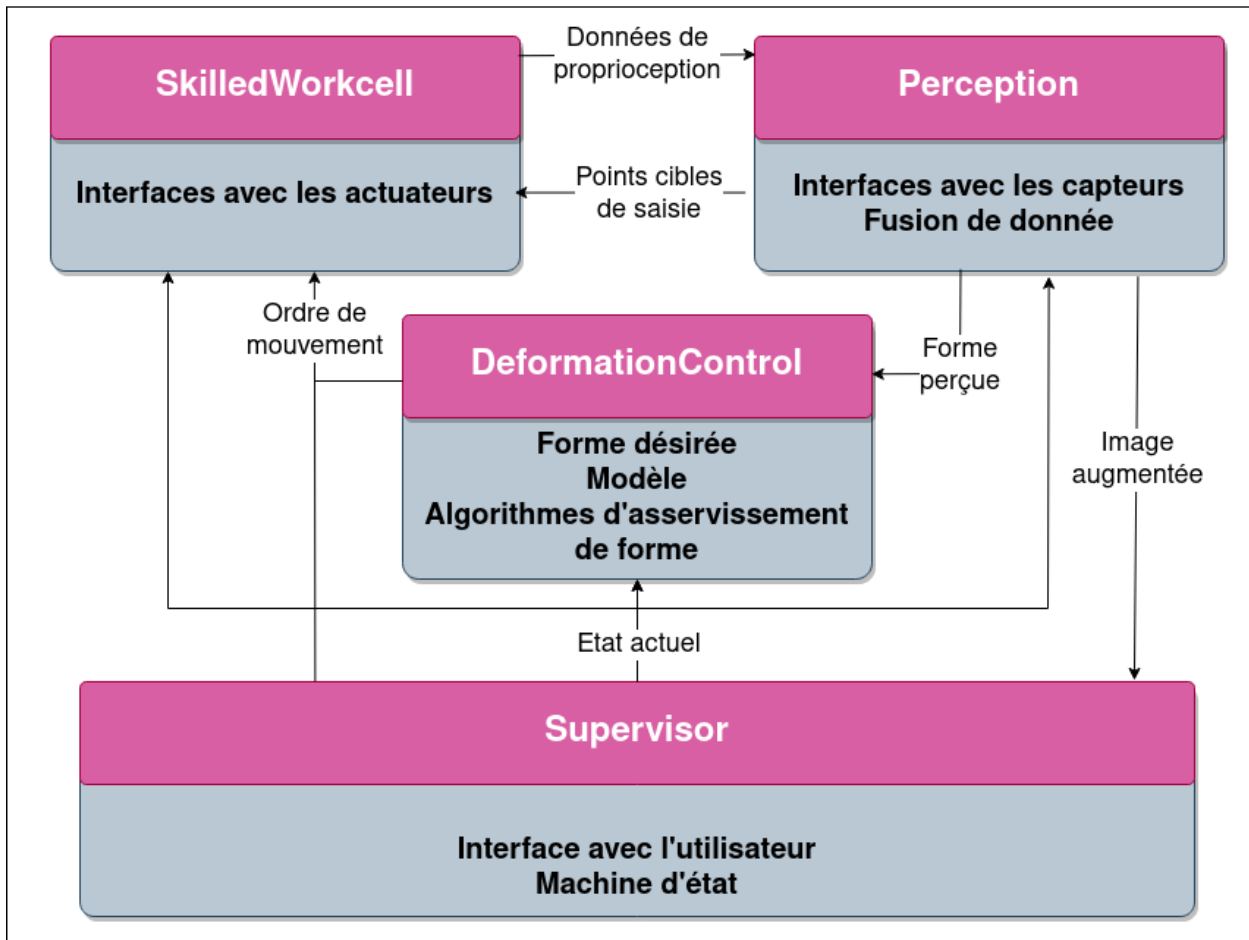 Données de
proprioception
SkilledWorkcell
Perception
Interfaces avec les actuateurs
Points cibles
de saisie
Interfaces avec les capteurs
Fusion de donnée
Ordre de
mouvement
DeformationControl
Forme
perçue
Forme désirée
Modèle
Algorithmes d'asservissement
de forme
Image
augmentée
Etat actuel
Supervisor
Interface avec l'utilisateur
Machine d'état